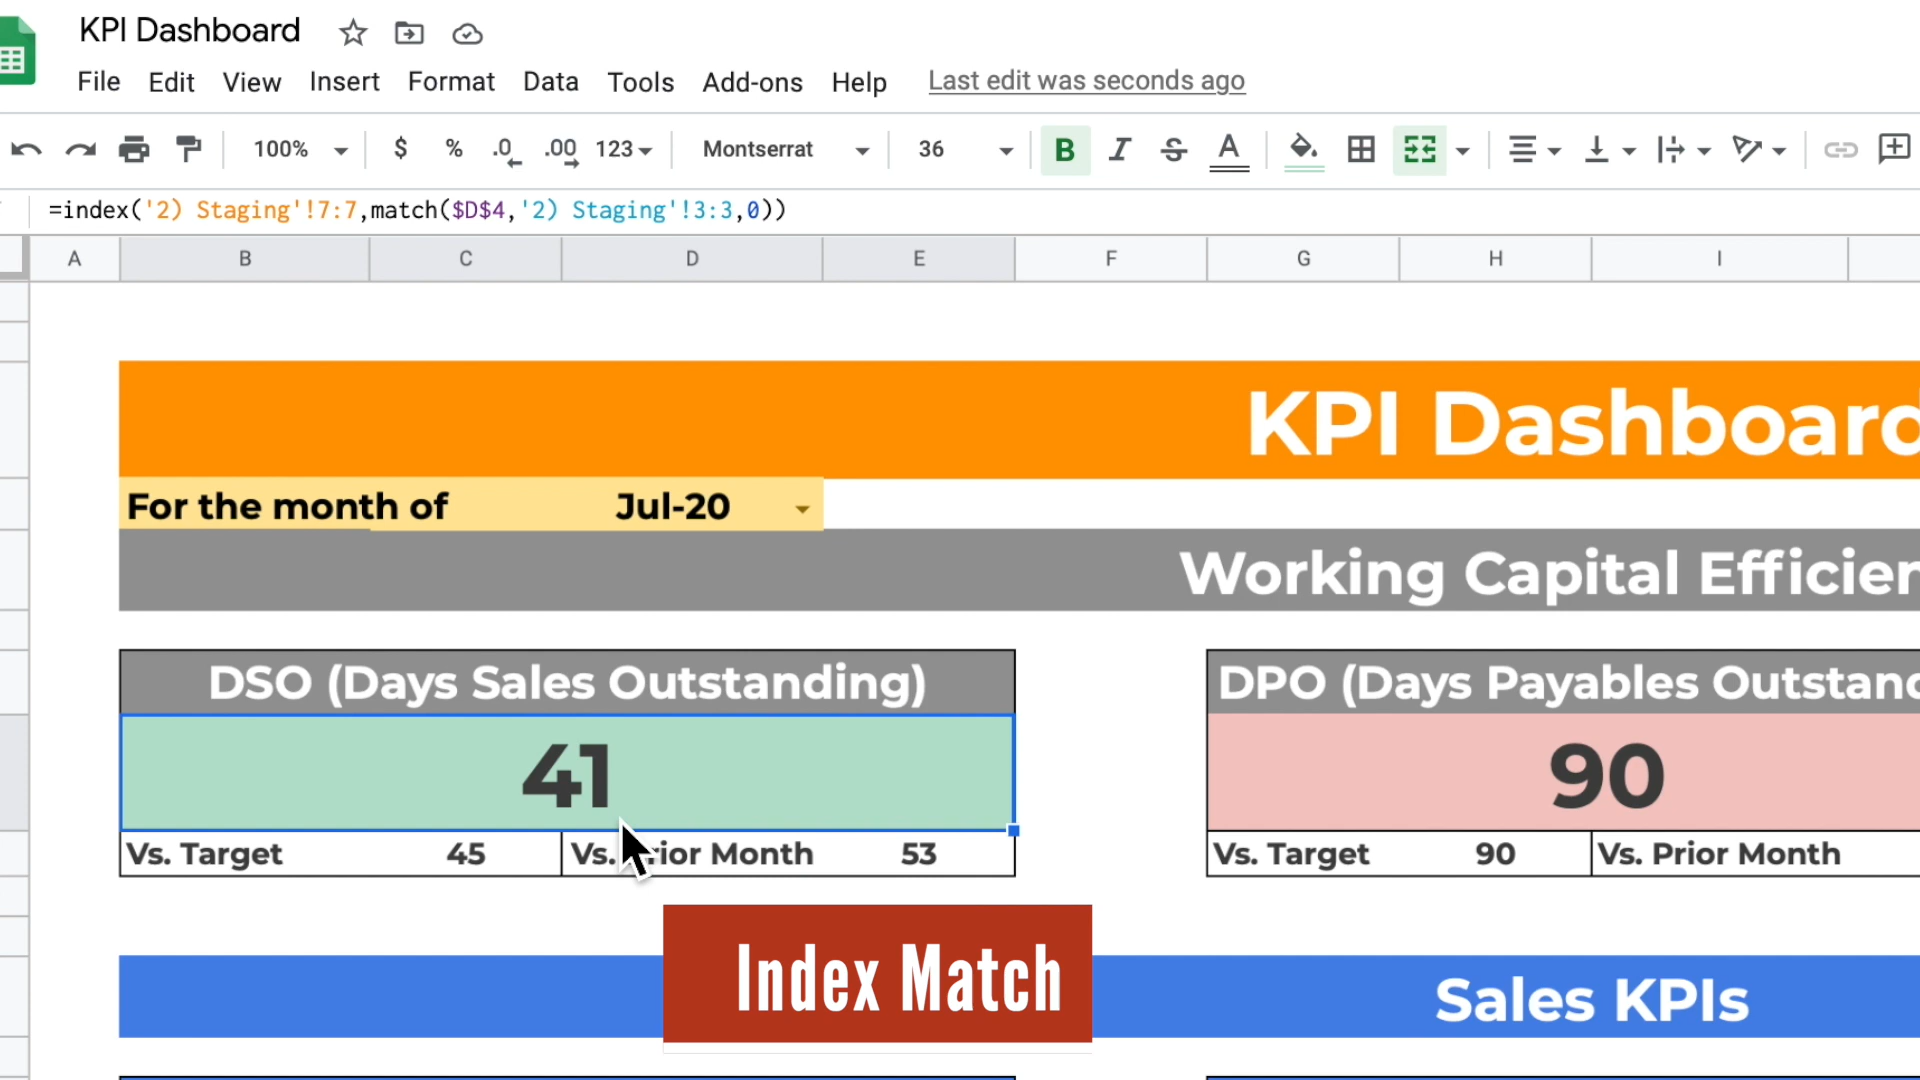 KPI Dashboard
File Edit View Insert Format Data Tools Add-ons Help Last edit was seconds ago
100% $ % .0 .00 123 Montserrat 36 B I S A
=index('2) Staging'!7:7,match($D$4,'2) Staging'!3:3,0))
A B C D E F G H I
KPI Dashboard
For the month of Jul-20
Working Capital Efficien
DSO (Days Sales Outstanding) DPO (Days Payables Outstand
41 90
Vs. Target 45 Vs. Prior Month 53 Vs. Target 90 Vs. Prior Month
Index Match
Sales KPIs